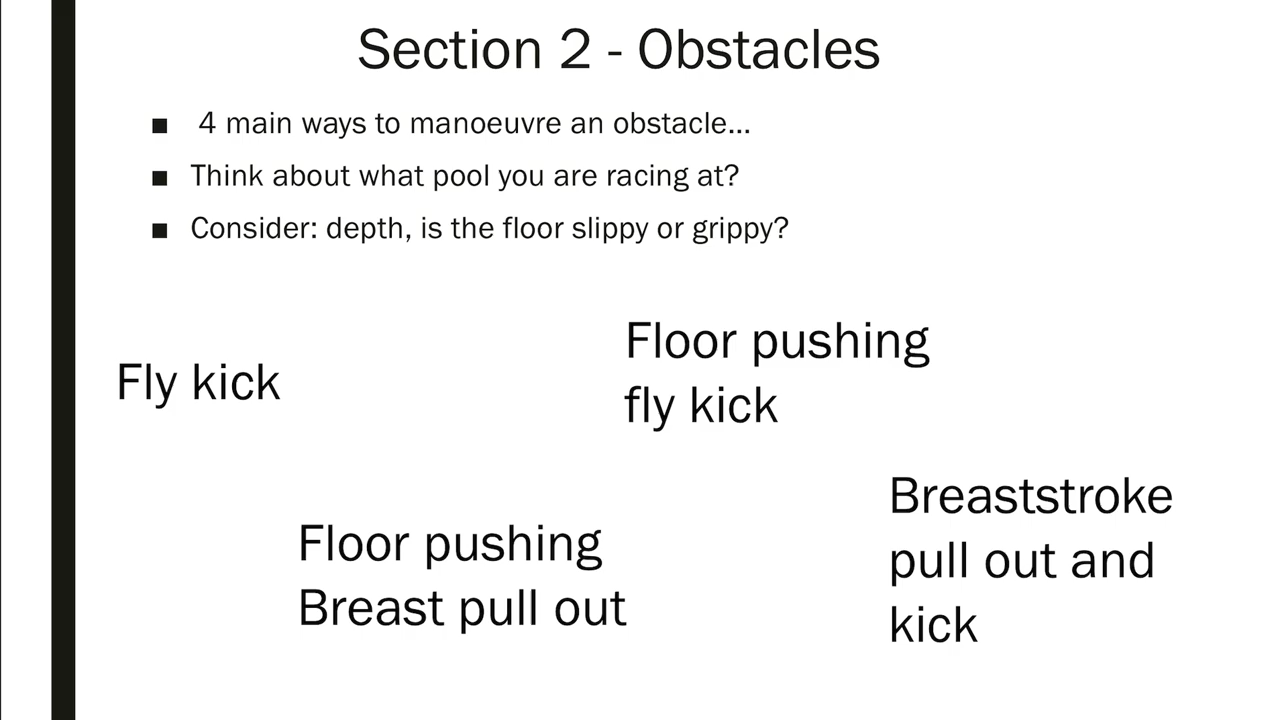 Section 2 - Obstacles
■ 4 main ways to manoeuvre an obstacle...
■ Think about what pool you are racing at?
■ Consider: depth, is the floor slippy or grippy?
Fly kick
Floor pushing
fly kick
Floor pushing
Breast pull out
Breaststroke
pull out and
kick